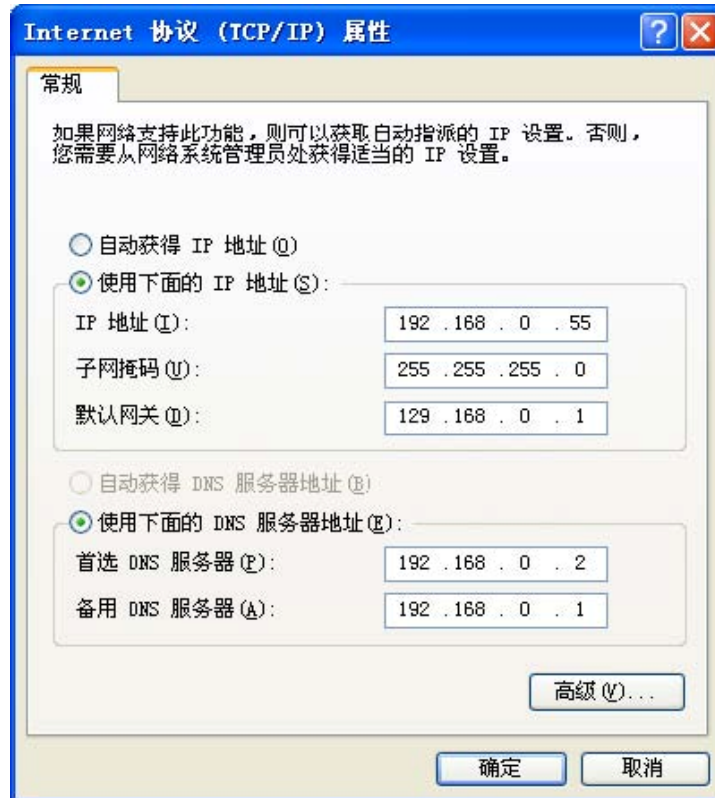 Internet 协议 (TCP/IP) 属性
常规
如果网络支持此功能，则可以获取自动指派的 IP 设置。否则，
您需要从网络系统管理员处获得适当的 IP 设置。
自动获得 IP 地址(O)
使用下面的 IP 地址(S):
IP 地址(I): 192 .168 . 0 . 55
子网掩码(U): 255 .255 .255 . 0
默认网关(D): 129 .168 . 0 . 1
自动获得 DNS 服务器地址(B)
使用下面的 DNS 服务器地址(E):
首选 DNS 服务器(P): 192 .168 . 0 . 2
备用 DNS 服务器(A): 192 .168 . 0 . 1
高级(V)...
确定 取消